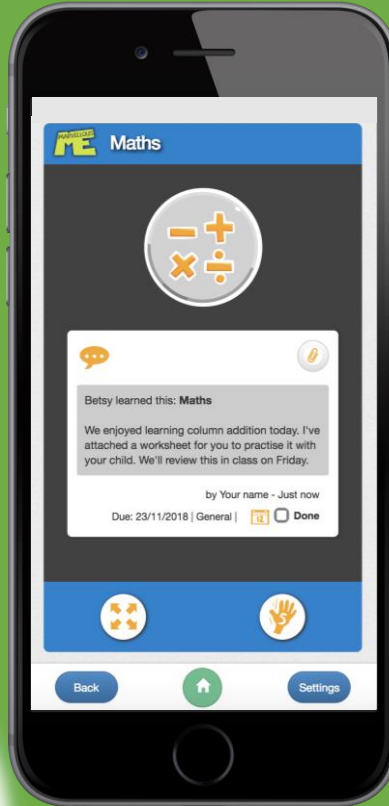 MARVELLOUS
ME
Maths
Betsy learned this: Maths
We enjoyed learning column addition today. I've
attached a worksheet for you to practise it with
your child. We'll review this in class on Friday.
by Your name - Just now
Due: 23/11/2018 | General | 12 Done
5
Back
Settings